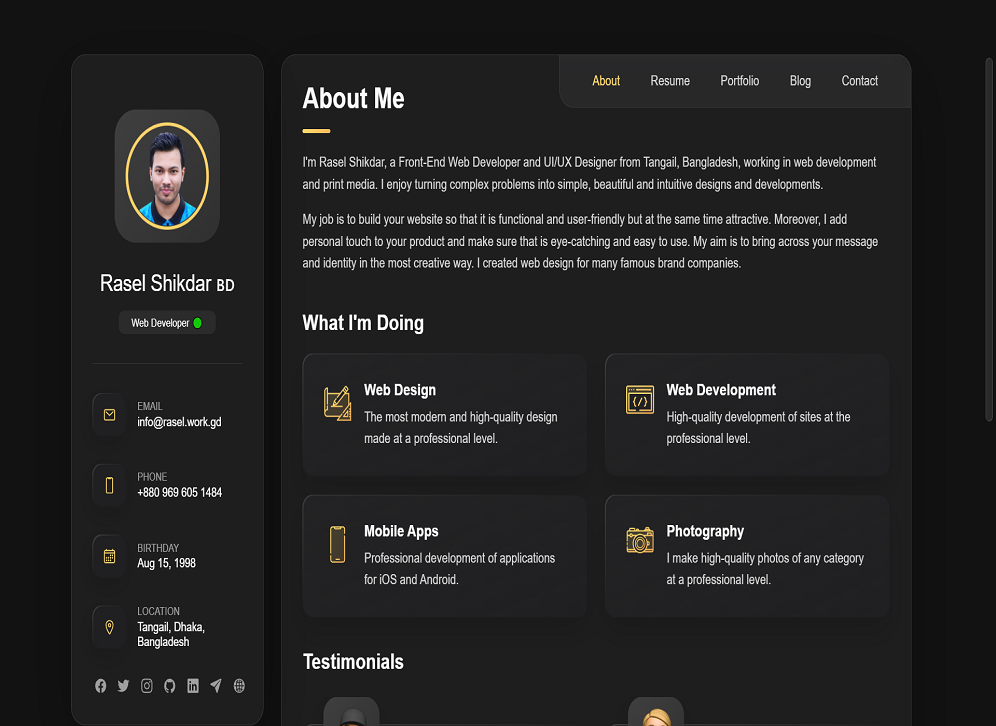 Rasel Shikdar BD
Web Developer
EMAIL
info@rasel.work.gd
PHONE
+880 969 605 1484
BIRTHDAY
Aug 15, 1998
LOCATION
Tangail, Dhaka,
Bangladesh
About Resume Portfolio Blog Contact
About Me
I'm Rasel Shikdar, a Front-End Web Developer and UI/UX Designer from Tangail, Bangladesh, working in web development
and print media. I enjoy turning complex problems into simple, beautiful and intuitive designs and developments.
My job is to build your website so that it is functional and user-friendly but at the same time attractive. Moreover, I add
personal touch to your product and make sure that is eye-catching and easy to use. My aim is to bring across your message
and identity in the most creative way. I created web design for many famous brand companies.
What I'm Doing
Web Design
The most modern and high-quality design
made at a professional level.
Web Development
High-quality development of sites at the
professional level.
Mobile Apps
Professional development of applications
for iOS and Android.
Photography
I make high-quality photos of any category
at a professional level.
Testimonials